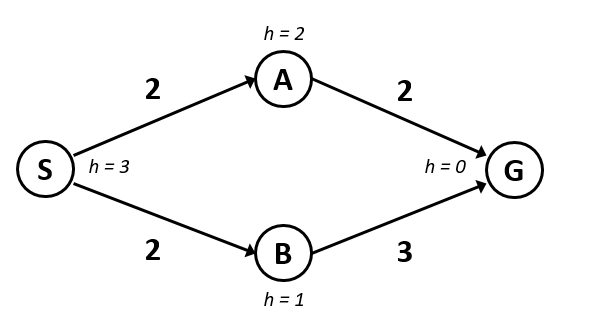 h = 2
A
2
2
S
h = 3
h = 0
G
2
B
3
h = 1